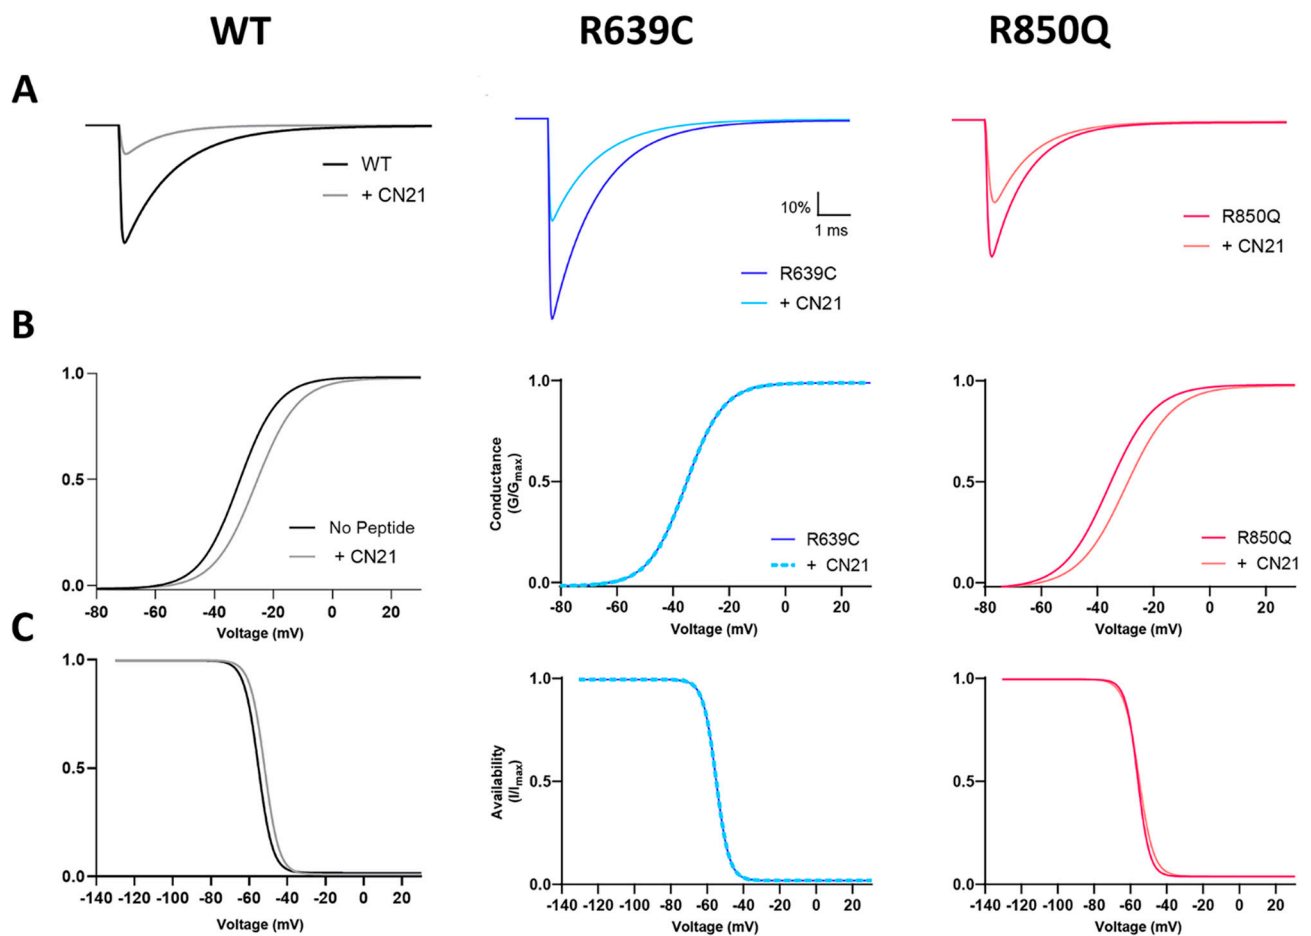 WT R639C R850Q
A
WT
+ CN21
10%
1 ms
R639C
+ CN21
R850Q
+ CN21
B
1.0
0.5
0.0
-80 -60 -40 -20 0 20
Voltage (mV)
No Peptide
+ CN21
Conductance
(G/Gmax)
1.0
0.5
0.0
-80 -60 -40 -20 0 20
Voltage (mV)
R639C
+ CN21
1.0
0.5
0.0
-80 -60 -40 -20 0 20
Voltage (mV)
R850Q
+ CN21
C
1.0
0.5
0.0
-140 -120 -100 -80 -60 -40 -20 0 20
Voltage (mV)
Availability
(I/Imax)
1.0
0.5
0.0
-140 -120 -100 -80 -60 -40 -20 0 20
Voltage (mV)
1.0
0.5
0.0
-140 -120 -100 -80 -60 -40 -20 0 20
Voltage (mV)